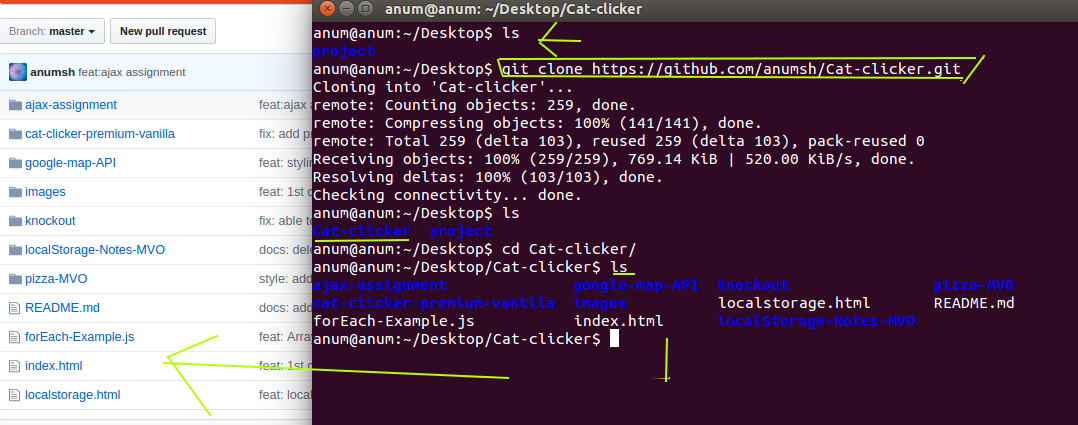 Branch: master
New pull request
anumsh feat:ajax assignment
ajax-assignment feat:ajax
cat-clicker-premium-vanilla fix: add
google-map-API feat:
images feat: 1st
knockout fix: able
localStorage-Notes-MVO docs:
pizza-MVO style: add
README.md docs: add
forEach-Example.js feat:
index.html feat: 1st
localstorage.html feat:
anum@anum: ~/Desktop/Cat-clicker
anum@anum:~/Desktop$ ls
project
anum@anum:~/Desktop$ git clone https://github.com/anumsh/Cat-clicker.git
Cloning into 'Cat-clicker'...
remote: Counting objects: 259, done.
remote: Compressing objects: 100% (141/141), done.
remote: Total 259 (delta 103), reused 259 (delta 103), pack-reused 0
Receiving objects: 100% (259/259), 769.14 KiB | 520.00 KiB/s, done.
Resolving deltas: 100% (103/103), done.
Checking connectivity... done.
anum@anum:~/Desktop$ ls
Cat-clicker project
anum@anum:~/Desktop$ cd Cat-clicker/
anum@anum:~/Desktop/Cat-clicker$ ls
ajax-assignment google-map-API knockout pizza-MVO
cat-clicker-premium-vanilla images localstorage.html README.md
forEach-Example.js index.html localStorage-Notes-MVO
anum@anum:~/Desktop/Cat-clicker$